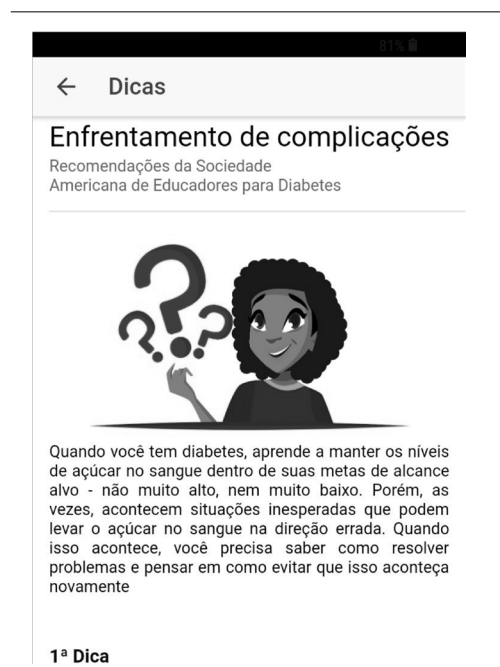 81%
← Dicas
Enfrentamento de complicações
Recomendações da Sociedade
Americana de Educadores para Diabetes
? ? ?
Quando você tem diabetes, aprende a manter os níveis
de açúcar no sangue dentro de suas metas de alcance
alvo - não muito alto, nem muito baixo. Porém, as
vezes, acontecem situações inesperadas que podem
levar o açúcar no sangue na direção errada. Quando
isso acontece, você precisa saber como resolver
problemas e pensar em como evitar que isso aconteça
novamente
1ª Dica